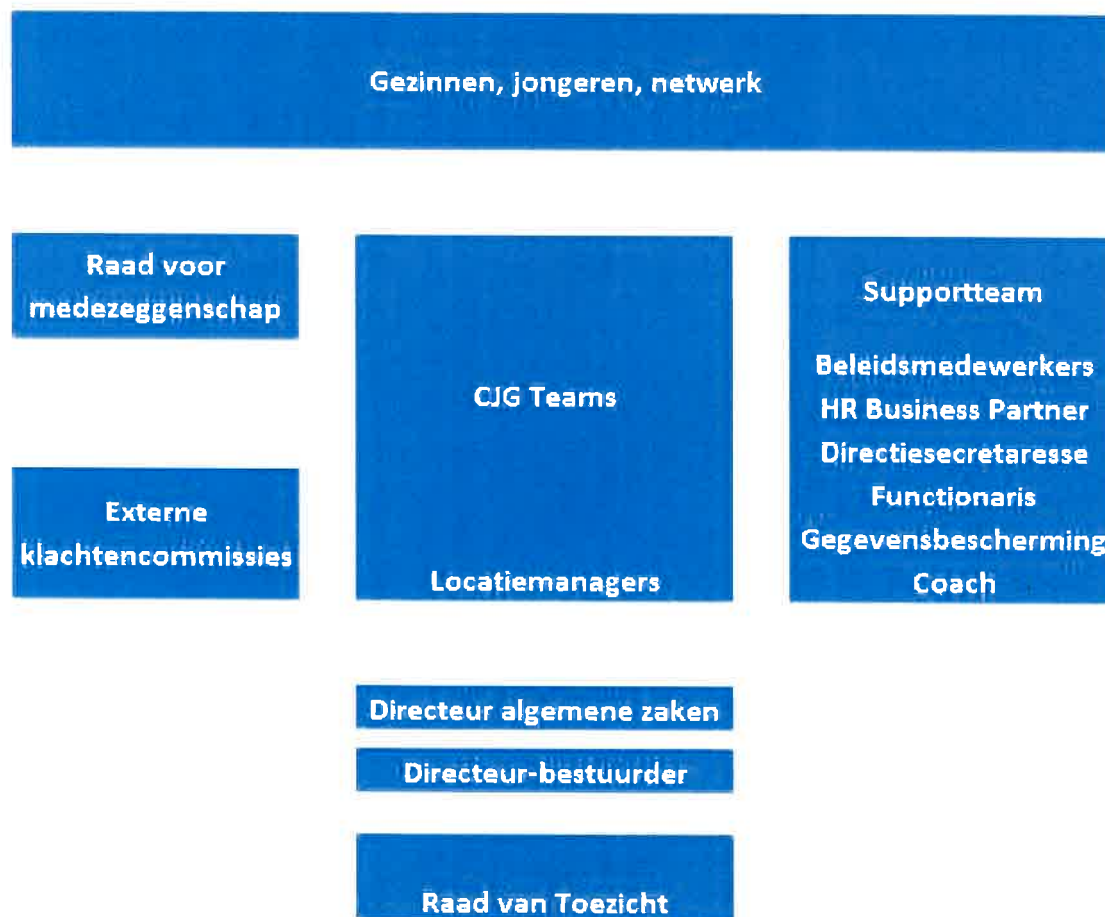 Gezinnen, jongeren, netwerk
Raad voor
medezeggenschap
Externe
klachtencommissies
CJG Teams
Locatiemanagers
Supportteam
Beleidsmedewerkers
HR Business Partner
Directiesecretaresse
Functionaris
Gegevensbescherming
Coach
Directeur algemene zaken
Directeur-bestuurder
Raad van Toezicht